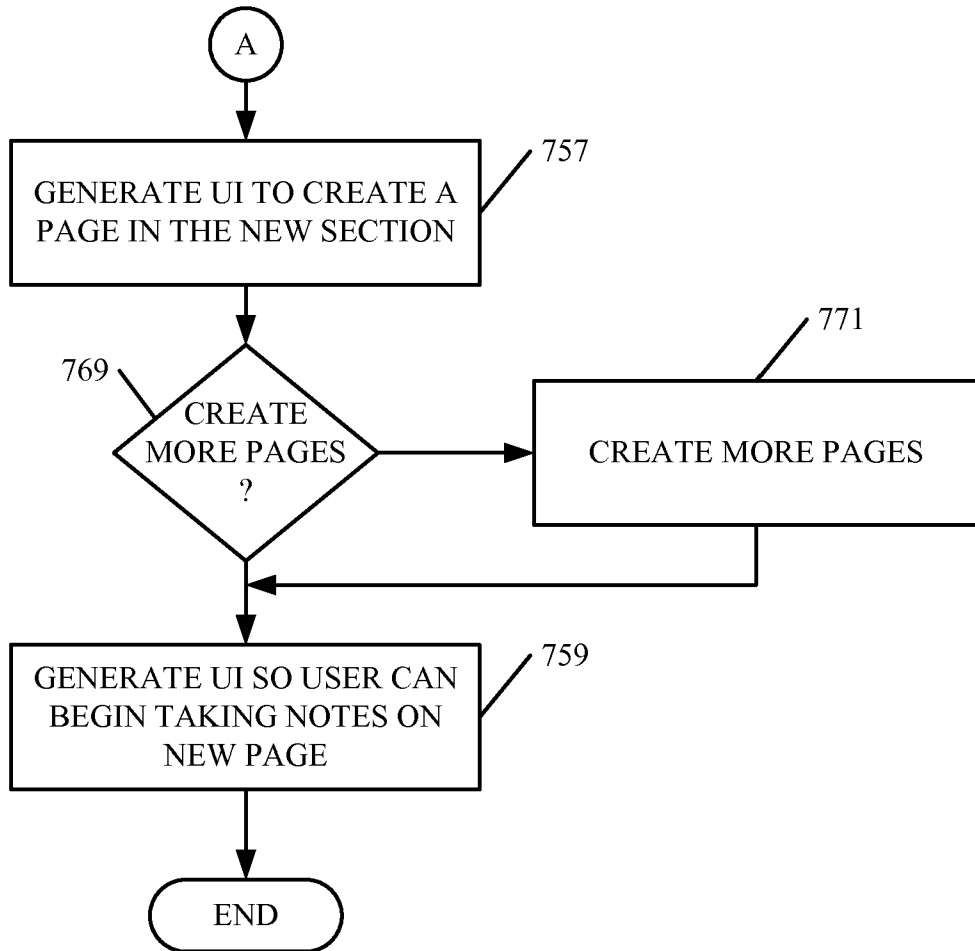 A
757
GENERATE UI TO CREATE A
PAGE IN THE NEW SECTION
771
769
CREATE
MORE PAGES
?
CREATE MORE PAGES
759
GENERATE UI SO USER CAN
BEGIN TAKING NOTES ON
NEW PAGE
END